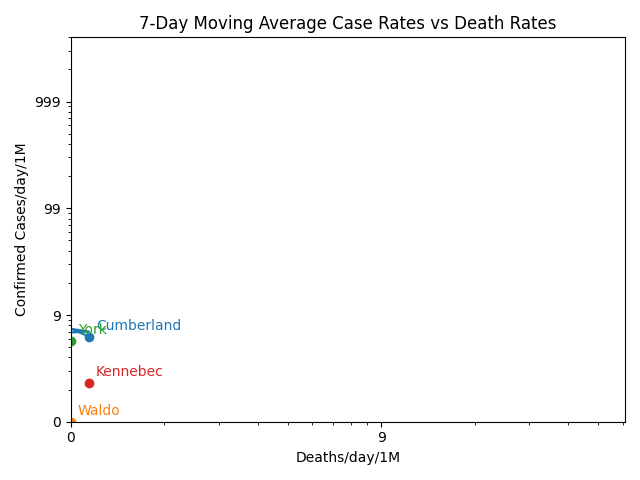 7-Day Moving Average Case Rates vs Death Rates
Confirmed Cases/day/1M
999
99
9
0
York
Cumberland
Kennebec
Waldo
0
9
Deaths/day/1M